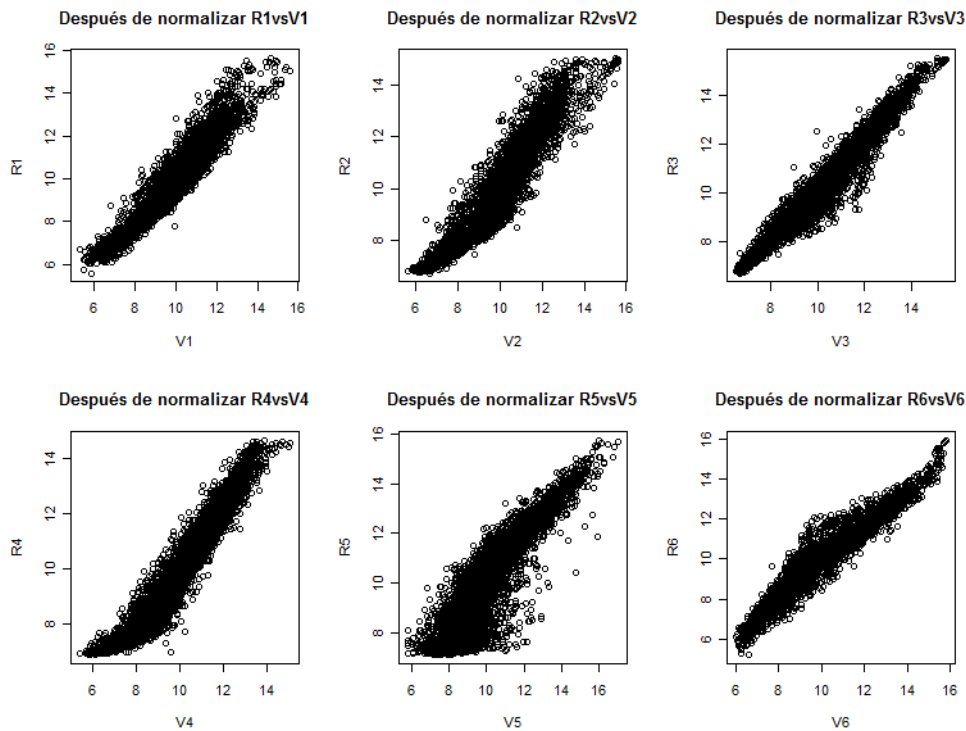 Después de normalizar R1vsV1
Después de normalizar R2vsV2
Después de normalizar R3vsV3
R1
6 8 10 12 14 16
6 8 10 12 14 16
V1
R2
8 10 12 14
6 8 10 12 14
V2
R3
8 10 12 14
8 10 12 14
V3
Después de normalizar R4vsV4
Después de normalizar R5vsV5
Después de normalizar R6vsV6
R4
8 10 12 14
6 8 10 12 14
V4
R5
8 10 12 14 16
6 8 10 12 14 16
V5
R6
6 8 10 12 14 16
6 8 10 12 14 16
V6